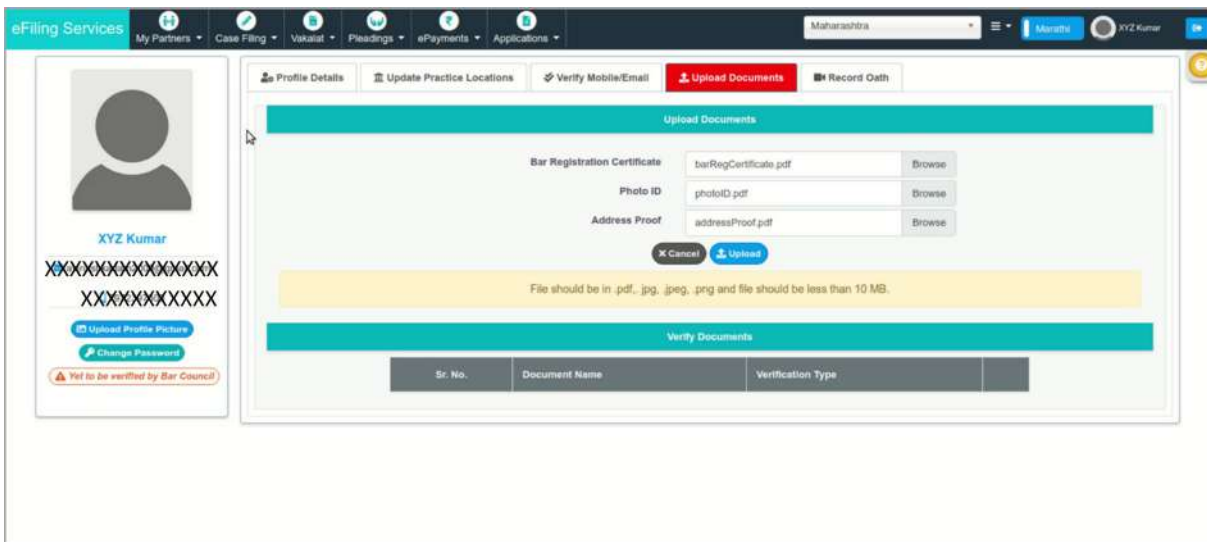 eFiling Services
My Partners
Case Filing
Vakalat
Pleadings
ePayments
Applications
Maharashtra
Marathi
XYZ Kumar
Profile Details
Update Practice Locations
Verify Mobile/Email
Upload Documents
Record Oath
Upload Documents
Bar Registration Certificate
barRegCertificate.pdf
Browse
Photo ID
photoID.pdf
Browse
Address Proof
addressProof.pdf
Browse
Cancel
Upload
File should be in .pdf, .jpg, .jpeg, .png and file should be less than 10 MB.
XYZ Kumar
XXXXXXXXXX
Upload Profile Picture
Change Password
Yet to be verified by Bar Council
Verify Documents
Sr. No.
Document Name
Verification Type